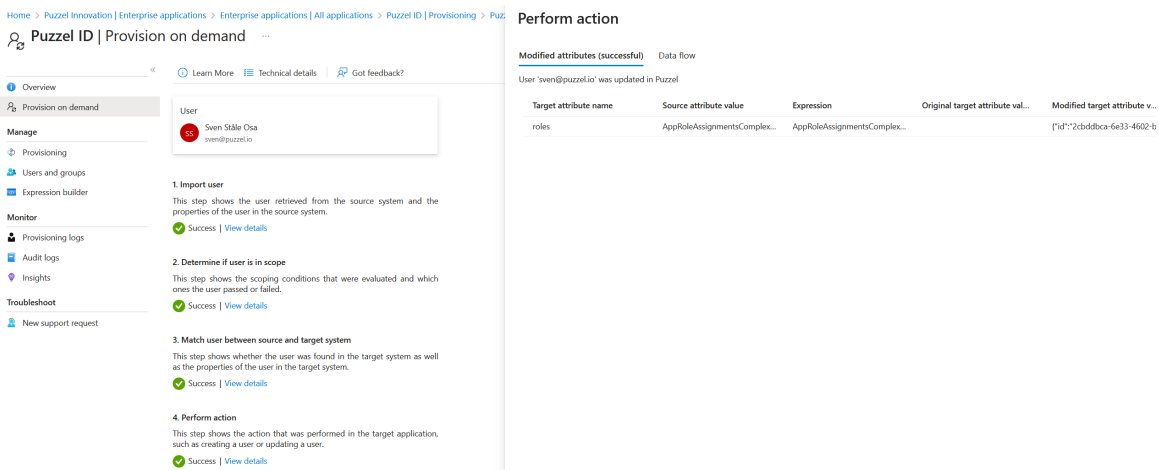 Home > Puzzel Innovation | Enterprise applications > Enterprise applications | All applications > Puzzel ID | Provisioning >
Puzzel ID | Provision on demand ...
«
Overview
Provision on demand
Manage
Provisioning
Users and groups
Expression builder
Monitor
Provisioning logs
Audit logs
Insights
Troubleshoot
New support request
Learn More
Technical details
Got feedback?
User
SS
Sven Ståle Osa
sven@puzzel.io
1. Import user
This step shows the user retrieved from the source system and the
properties of the user in the source system.
Success | View details
2. Determine if user is in scope
This step shows the scoping conditions that were evaluated and which
ones the user passed or failed.
Success | View details
3. Match user between source and target system
This step shows whether the user was found in the target system as well
as the properties of the user in the target system.
Success | View details
4. Perform action
This step shows the action that was performed in the target application,
such as creating a user or updating a user.
Success | View details
Perform action
Modified attributes (successful) Data flow
User 'sven@puzzel.io' was updated in Puzzel
Target attribute name Source attribute value Expression Original target attribute val... Modified target attribute v...
roles AppRoleAssignmentsComplex... AppRoleAssignmentsComplex... {"id":"2cbddbca-6e33-4602-b